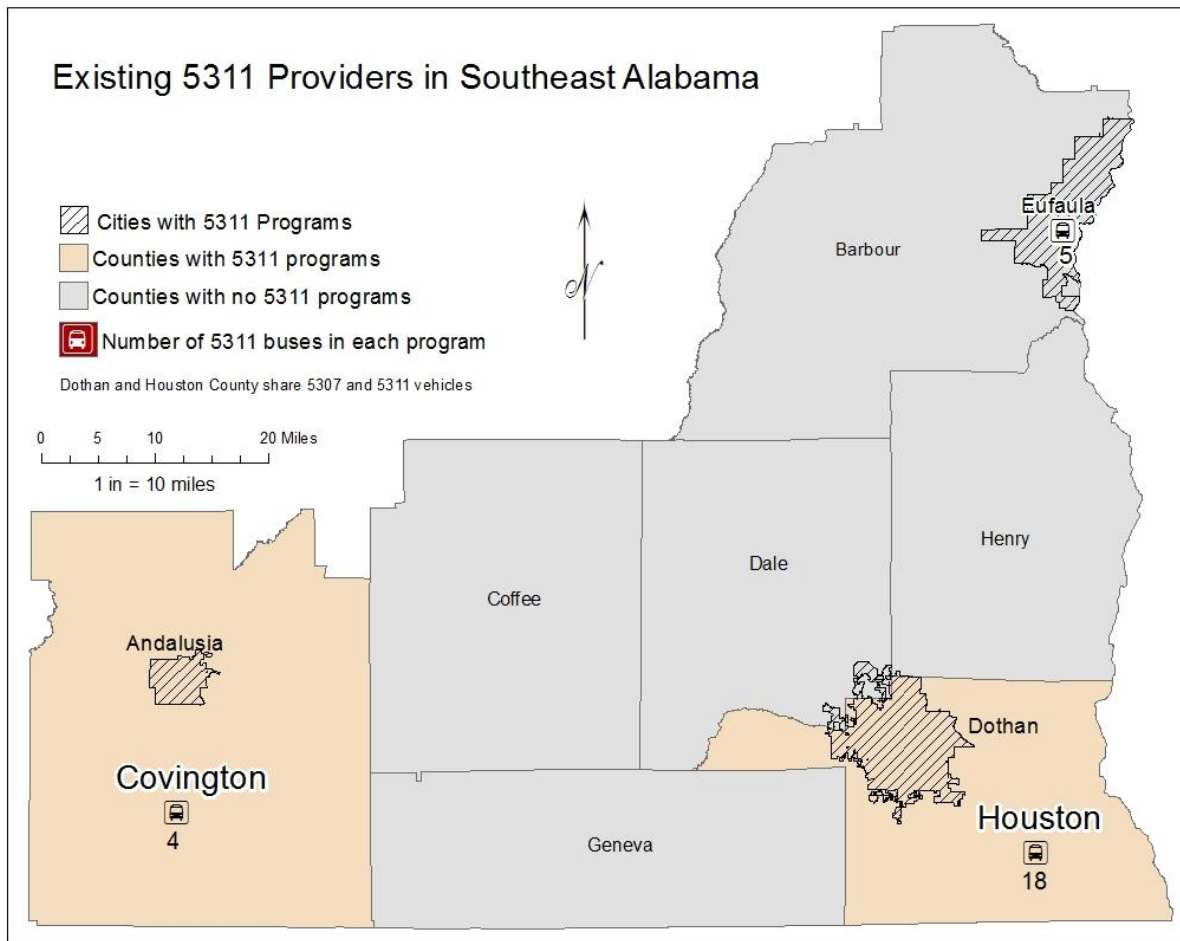 Existing 5311 Providers in Southeast Alabama
Cities with 5311 Programs
Counties with 5311 programs
Counties with no 5311 programs
Number of 5311 buses in each program
Dothan and Houston County share 5307 and 5311 vehicles
0 5 10 20 Miles
1 in = 10 miles
N
Eufaula
5
Barbour
Henry
Dale
Coffee
Andalusia
Covington
4
Dothan
Houston
18
Geneva